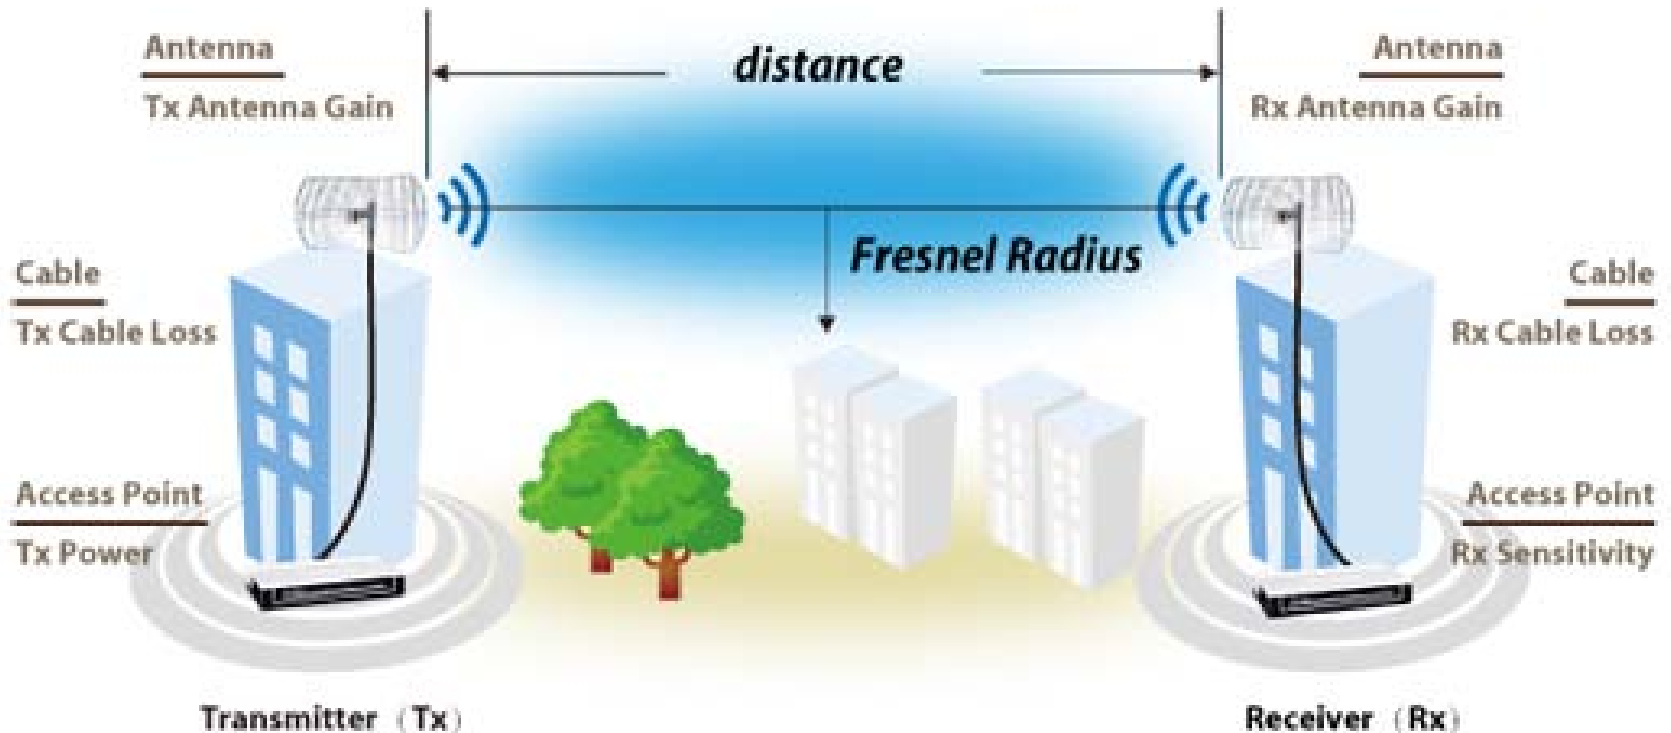 Antenna
Tx Antenna Gain
distance
Antenna
Rx Antenna Gain
Fresnel Radius
Cable
Tx Cable Loss
Cable
Rx Cable Loss
Access Point
Tx Power
Access Point
Rx Sensitivity
Transmitter (Tx)
Receiver (Rx)